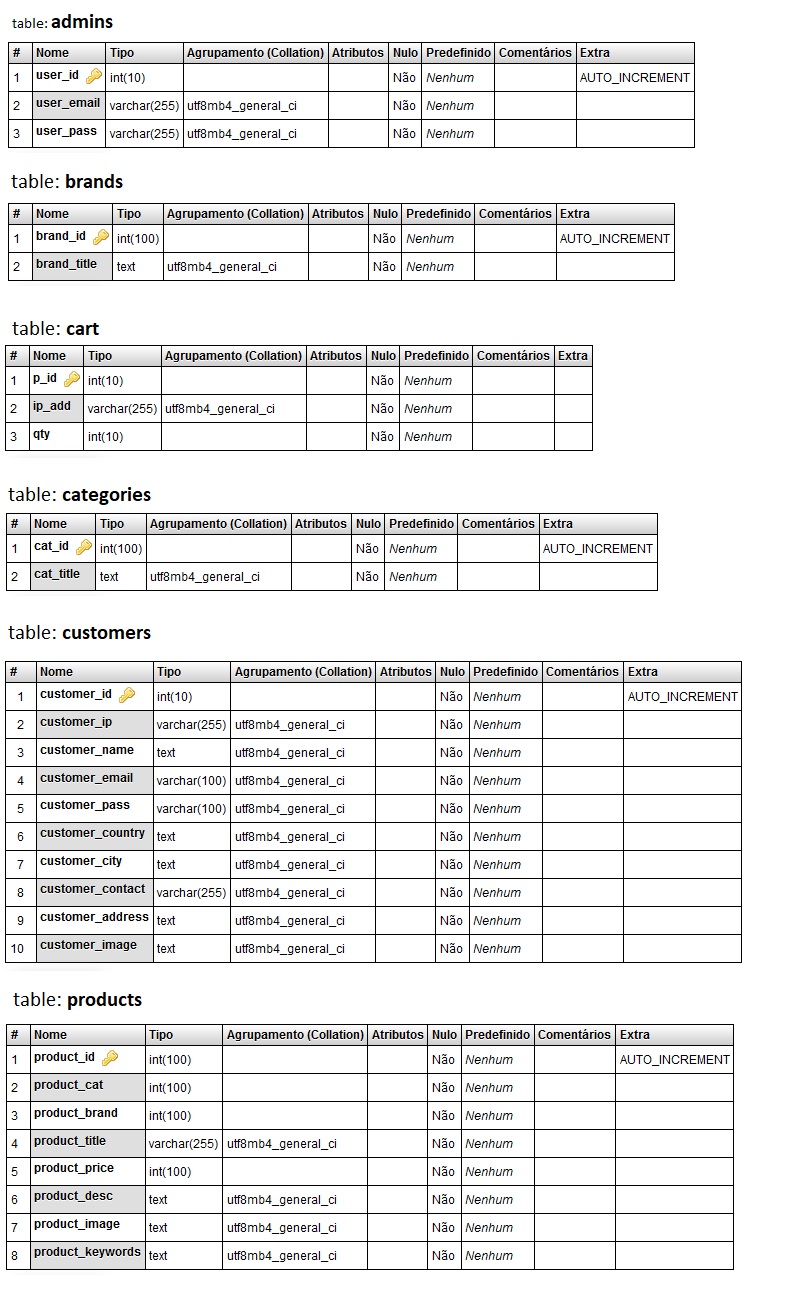 table: admins
# Nome Tipo Agrupamento (Collation) Atributos Nulo Predefinido Comentários Extra
1 user_id int(10) Não Nenhum AUTO_INCREMENT
2 user_email varchar(255) utf8mb4_general_ci Não Nenhum
3 user_pass varchar(255) utf8mb4_general_ci Não Nenhum
table: brands
# Nome Tipo Agrupamento (Collation) Atributos Nulo Predefinido Comentários Extra
1 brand_id int(100) Não Nenhum AUTO_INCREMENT
2 brand_title text utf8mb4_general_ci Não Nenhum
table: cart
# Nome Tipo Agrupamento (Collation) Atributos Nulo Predefinido Comentários Extra
1 p_id int(10) Não Nenhum
2 ip_add varchar(255) utf8mb4_general_ci Não Nenhum
3 qty int(10) Não Nenhum
table: categories
# Nome Tipo Agrupamento (Collation) Atributos Nulo Predefinido Comentários Extra
1 cat_id int(100) Não Nenhum AUTO_INCREMENT
2 cat_title text utf8mb4_general_ci Não Nenhum
table: customers
# Nome Tipo Agrupamento (Collation) Atributos Nulo Predefinido Comentários Extra
1 customer_id int(10) Não Nenhum AUTO_INCREMENT
2 customer_ip varchar(255) utf8mb4_general_ci Não Nenhum
3 customer_name text utf8mb4_general_ci Não Nenhum
4 customer_email varchar(100) utf8mb4_general_ci Não Nenhum
5 customer_pass varchar(100) utf8mb4_general_ci Não Nenhum
6 customer_country text utf8mb4_general_ci Não Nenhum
7 customer_city text utf8mb4_general_ci Não Nenhum
8 customer_contact varchar(255) utf8mb4_general_ci Não Nenhum
9 customer_address text utf8mb4_general_ci Não Nenhum
10 customer_image text utf8mb4_general_ci Não Nenhum
table: products
# Nome Tipo Agrupamento (Collation) Atributos Nulo Predefinido Comentários Extra
1 product_id int(100) Não Nenhum AUTO_INCREMENT
2 product_cat int(100) Não Nenhum
3 product_brand int(100) Não Nenhum
4 product_title varchar(255) utf8mb4_general_ci Não Nenhum
5 product_price int(100) Não Nenhum
6 product_desc text utf8mb4_general_ci Não Nenhum
7 product_image text utf8mb4_general_ci Não Nenhum
8 product_keywords text utf8mb4_general_ci Não Nenhum